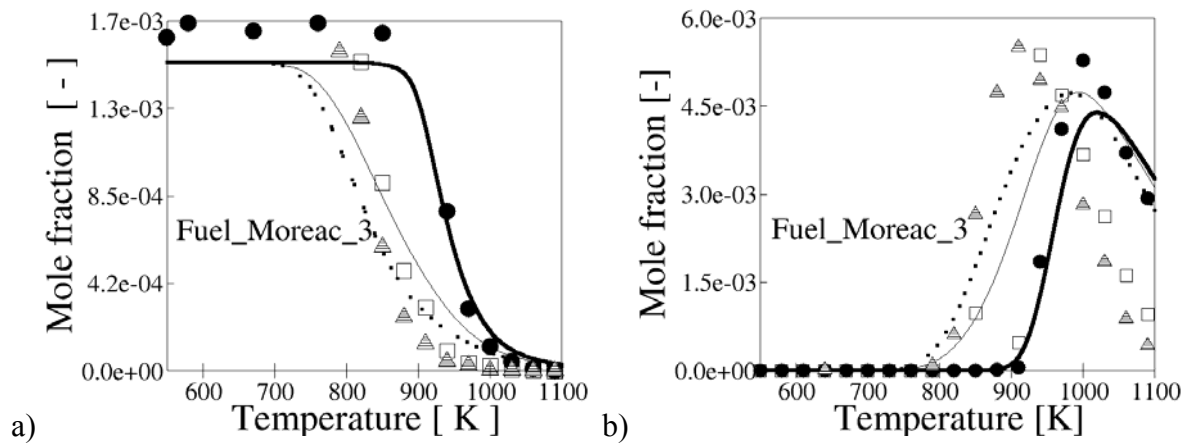 1.7e-03
1.3e-03
8.5e-04
4.2e-04
0.0e+00
Mole fraction [ - ]
Fuel_Moreac_3
600 700 800 900 1000 1100
Temperature [ K ]
a)
6.0e-03
4.5e-03
3.0e-03
1.5e-03
0.0e+00
Mole fraction [-]
Fuel_Moreac_3
600 700 800 900 1000 1100
Temperature [K]
b)